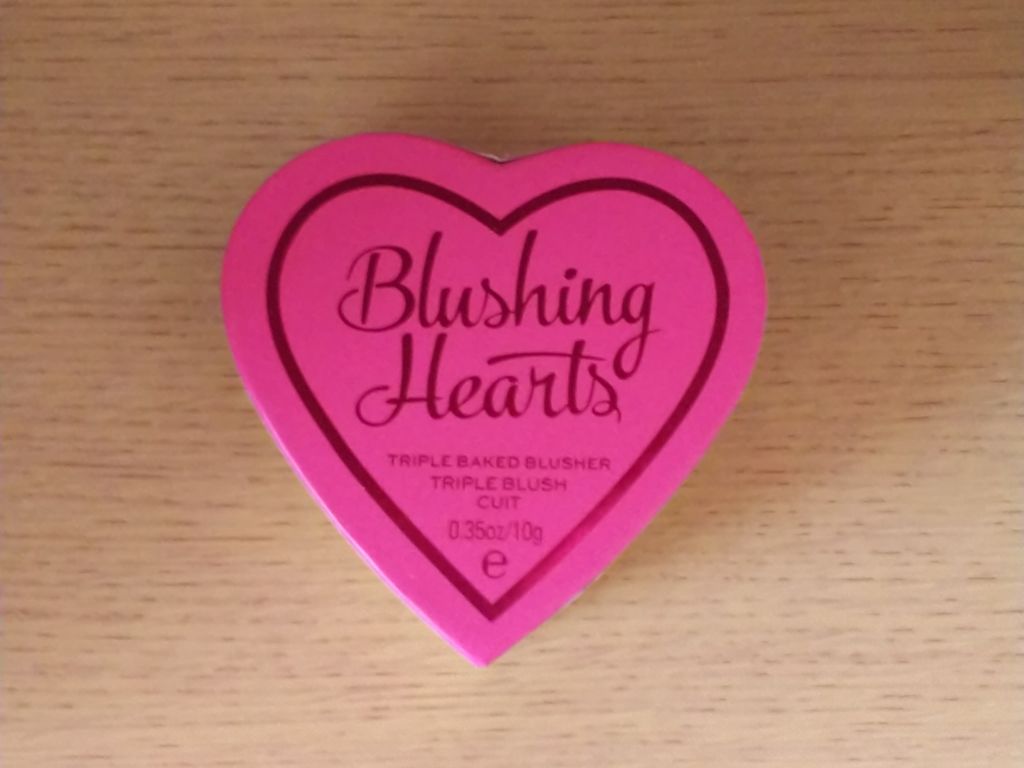 Blushing
Hearts
TRIPLE BAKED BLUSHER
TRIPLE BLUSH
CUIT
0.35oz/10g
℮